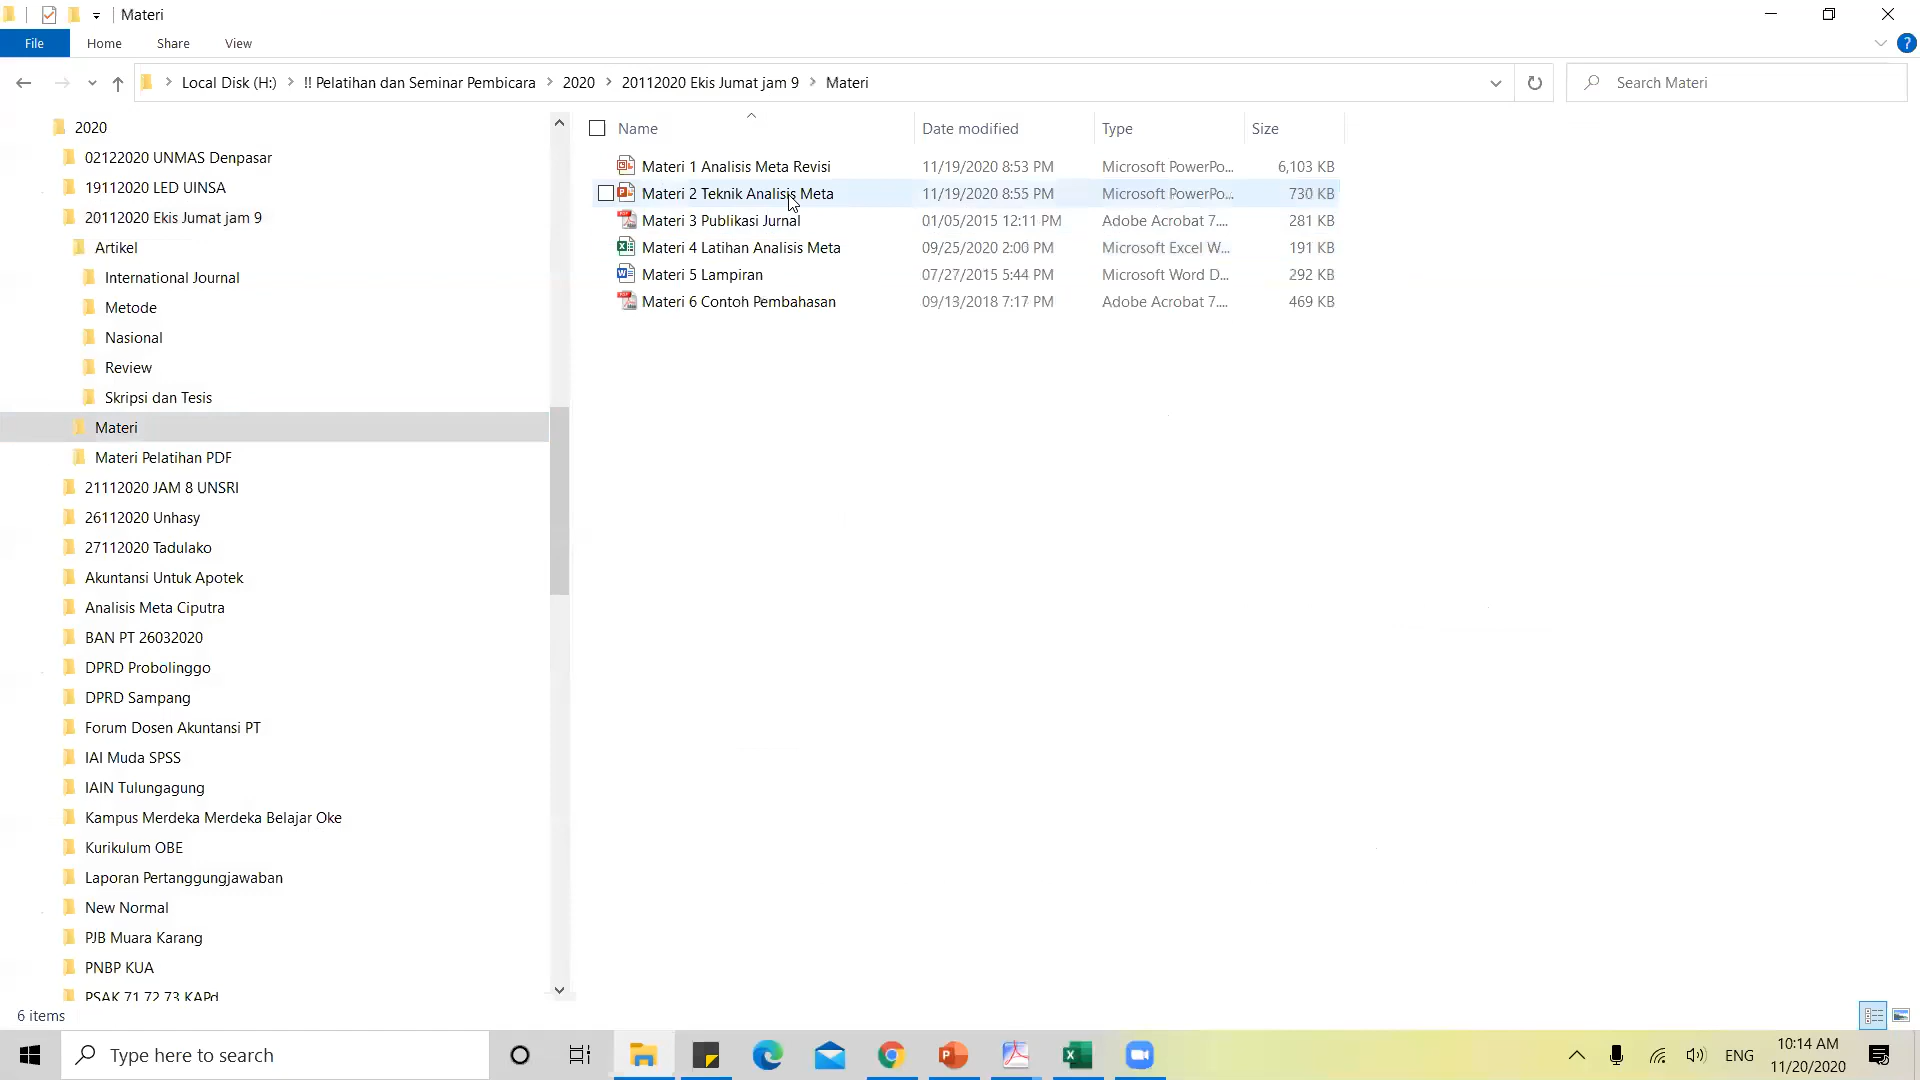 Materi
File Home Share View
Local Disk (H:) !! Pelatihan dan Seminar Pembicara 2020 20112020 Ekis Jumat jam 9 Materi
Search Materi
2020
02122020 UNMAS Denpasar
19112020 LED UINSA
20112020 Ekis Jumat jam 9
Artikel
International Journal
Metode
Nasional
Review
Skripsi dan Tesis
Materi
Materi Pelatihan PDF
21112020 JAM 8 UNSRI
26112020 Unhasy
27112020 Tadulako
Akuntansi Untuk Apotek
Analisis Meta Ciputra
BAN PT 26032020
DPRD Probolinggo
DPRD Sampang
Forum Dosen Akuntansi PT
IAI Muda SPSS
IAIN Tulungagung
Kampus Merdeka Merdeka Belajar Oke
Kurikulum OBE
Laporan Pertanggungjawaban
New Normal
PJB Muara Karang
PNBP KUA
PSAK 71 72 73 KAPd
Name Date modified Type Size
Materi 1 Analisis Meta Revisi 11/19/2020 8:53 PM Microsoft PowerPo... 6,103 KB
Materi 2 Teknik Analisis Meta 11/19/2020 8:55 PM Microsoft PowerPo... 730 KB
Materi 3 Publikasi Jurnal 01/05/2015 12:11 PM Adobe Acrobat 7.... 281 KB
Materi 4 Latihan Analisis Meta 09/25/2020 2:00 PM Microsoft Excel W... 191 KB
Materi 5 Lampiran 07/27/2015 5:44 PM Microsoft Word D... 292 KB
Materi 6 Contoh Pembahasan 09/13/2018 7:17 PM Adobe Acrobat 7.... 469 KB
6 items
Type here to search
ENG
10:14 AM
11/20/2020